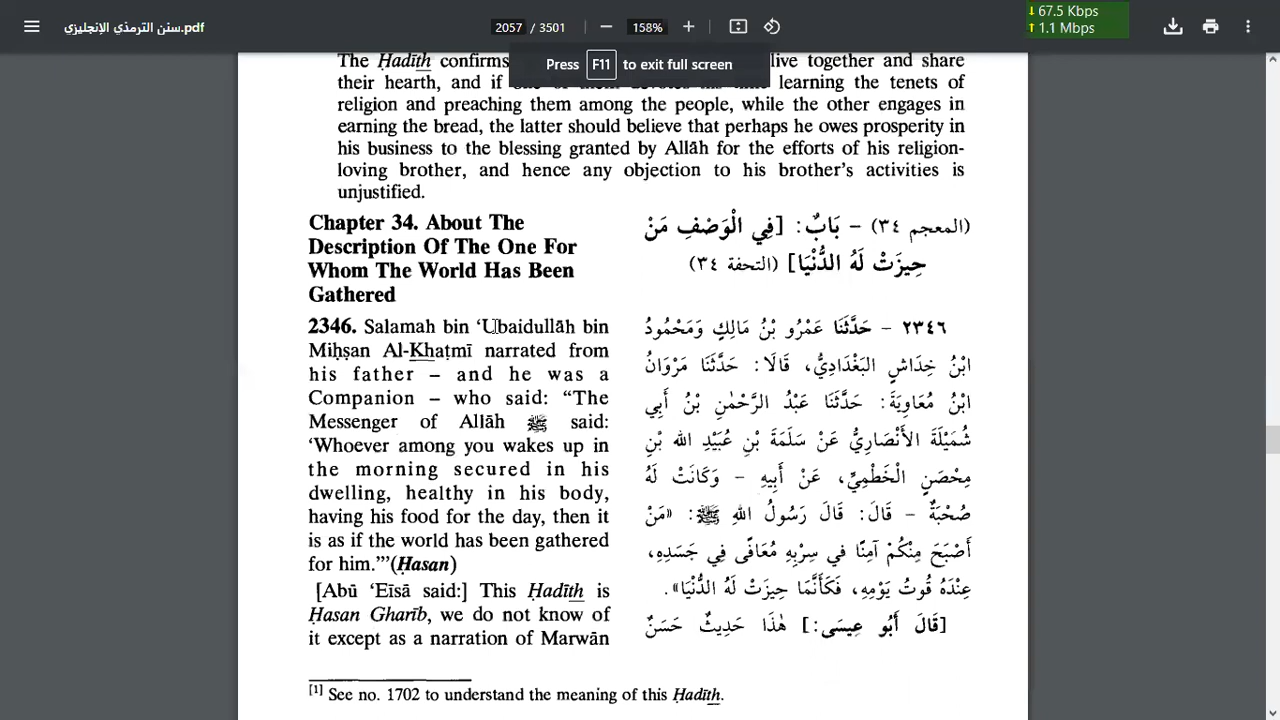 سنن الترمذي الإنجليزي.pdf
2057 / 3501
158%
67.5 Kbps
1.1 Mbps
Press F11 to exit full screen
The Ḥadīth confirms live together and share
their hearth, and if learning the tenets of
religion and preaching them among the people, while the other engages in
earning the bread, the latter should believe that perhaps he owes prosperity in
his business to the blessing granted by Allāh for the efforts of his religion-
loving brother, and hence any objection to his brother's activities is
unjustified.
Chapter 34. About The
Description Of The One For
Whom The World Has Been
Gathered
(المعجم ٣٤) – بَابٌ: [فِي الْوَصْفِ مَنْ
حِيزَتْ لَهُ الدُّنْيَا] (التحفة ٣٤)
2346. Salamah bin 'Ubaidullāh bin
Miḥṣan Al-Khaṭmī narrated from
his father – and he was a
Companion – who said: "The
Messenger of Allāh ﷺ said:
'Whoever among you wakes up in
the morning secured in his
dwelling, healthy in his body,
having his food for the day, then it
is as if the world has been gathered
for him.'"(Ḥasan)
[Abū 'Eīsā said:] This Ḥadīth is
Ḥasan Gharīb, we do not know of
it except as a narration of Marwān
٢٣٤٦ – حَدَّثَنَا عَمْرُو بْنُ مَالِكٍ وَمَحْمُودُ
ابْنُ خِدَاشٍ البَغْدَادِيُّ، قَالَا: حَدَّثَنَا مَرْوَانُ
ابْنُ مُعَاوِيَةَ: حَدَّثَنَا عَبْدُ الرَّحْمٰنِ بْنُ أَبِي
شُمَيْلَةَ الأَنْصَارِيُّ عَنْ سَلَمَةَ بْنِ عُبَيْدِ الله بْنِ
مِحْصَنٍ الْخَطْمِيِّ، عَنْ أَبِيهِ – وَكَانَتْ لَهُ
صُحْبَةٌ – قَالَ: قَالَ رَسُولُ اللهِ ﷺ: «مَنْ
أَصْبَحَ مِنْكُمْ آمِنًا في سِرْبِهِ مُعَافًى فِي جَسَدِهِ،
عِنْدَهُ قُوتُ يَوْمِهِ، فَكَأَنَّمَا حِيزَتْ لَهُ الدُّنْيَا».
[قَالَ أَبُو عِيسَى:] هٰذَا حَدِيثٌ حَسَنٌ
[1] See no. 1702 to understand the meaning of this Ḥadīth.